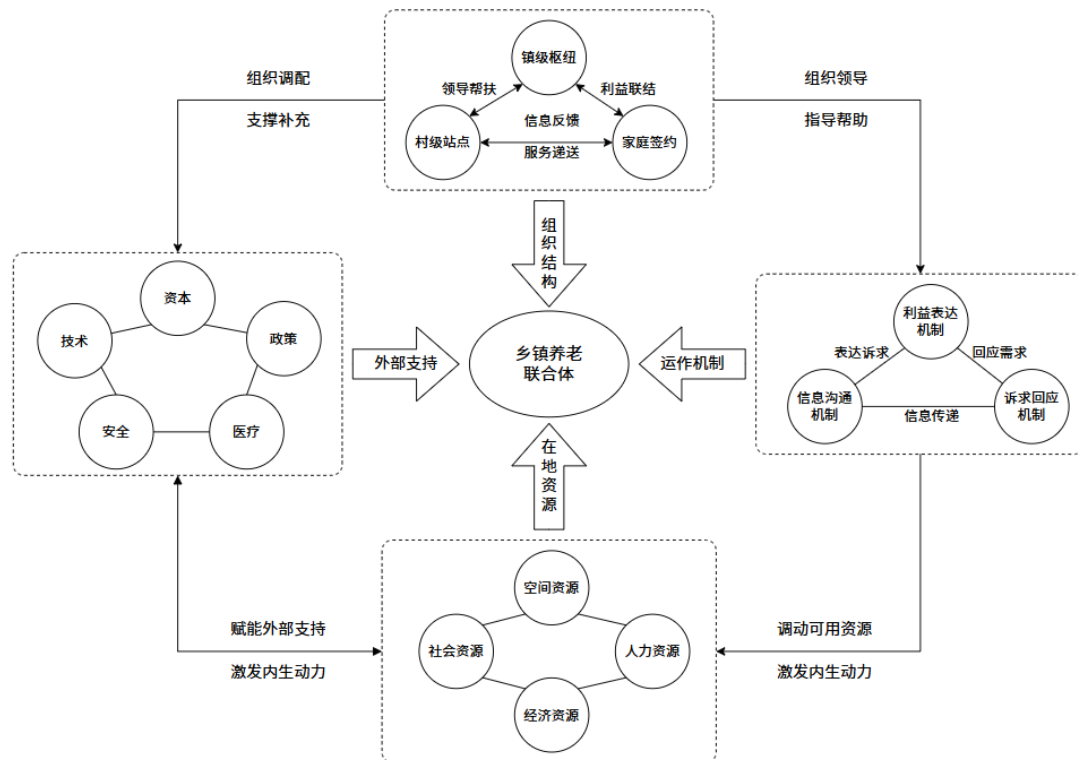 镇级枢纽
领导帮扶
利益联结
信息反馈
村级站点
家庭签约
服务递送
组织调配
支撑补充
组织领导
指导帮助
组织结构
资本
技术
政策
安全
医疗
外部支持
乡镇养老
联合体
运作机制
利益表达
机制
表达诉求
回应需求
信息沟通
机制
诉求回应
机制
信息传递
在地资源
空间资源
社会资源
人力资源
经济资源
赋能外部支持
激发内生动力
调动可用资源
激发内生动力